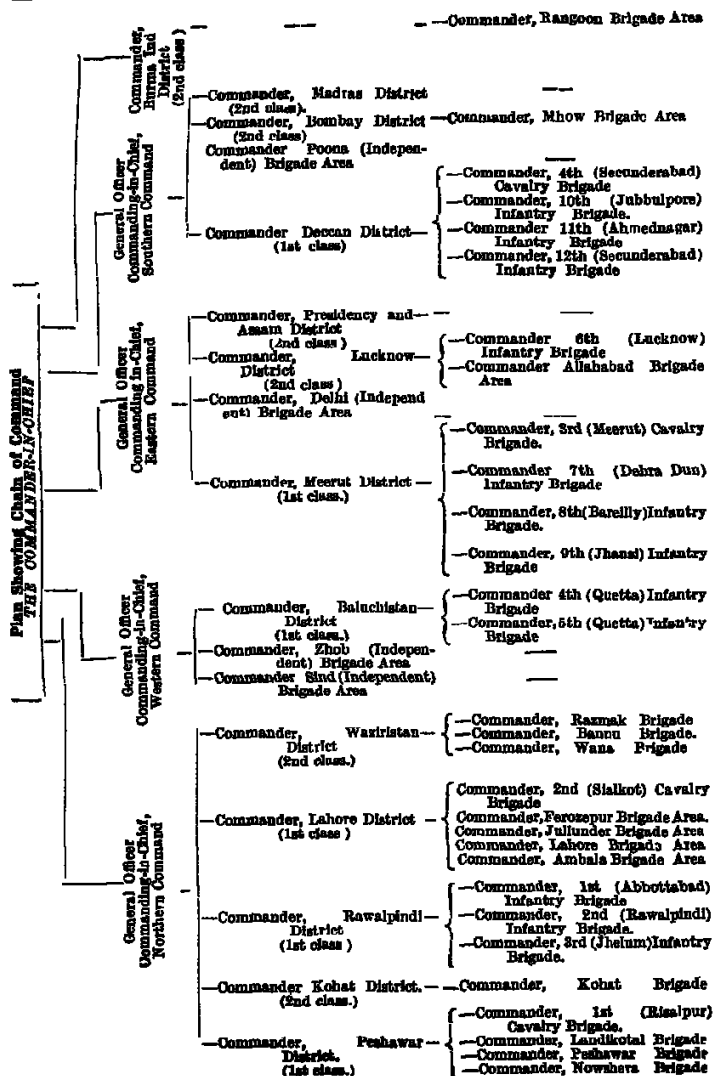 Plan Showing Chain of Command
THE COMMANDER-IN-CHIEF
Commander,
Burma Ind
District
(2nd class)
—Commander, Rangoon Brigade Area
General Officer
Commanding-in-Chief,
Southern Command
—Commander, Madras District
(2nd class).
—Commander, Bombay District
(2nd class)
—Commander, Mhow Brigade Area
Commander Poona (Indepen-
dent) Brigade Area
—Commander Deccan District—
(1st class)
—Commander, 4th (Secunderabad)
Cavalry Brigade
—Commander, 10th (Jubbulpore)
Infantry Brigade.
—Commander 11th (Ahmednagar)
Infantry Brigade
—Commander, 12th (Secunderabad)
Infantry Brigade
General Officer
Commanding in-Chief,
Eastern Command
—Commander, Presidency and—
Assam District
(2nd class)
—Commander, Lucknow—
District
(2nd class)
—Commander 6th (Lucknow)
Infantry Brigade
—Commander Allahabad Brigade
Area
—Commander, Delhi (Independ
ent) Brigade Area
—Commander, Meerut District—
(1st class.)
—Commander, 3rd (Meerut) Cavalry
Brigade.
—Commander 7th (Dehra Dun)
Infantry Brigade
—Commander, 8th (Bareilly) Infantry
Brigade.
—Commander, 9th (Jhansi) Infantry
Brigade
General Officer
Commanding-in-Chief,
Western Command
Commander, Baluchistan
District
(1st class.)
—Commander 4th (Quetta) Infantry
Brigade
—Commander, 5th (Quetta) Infantry
Brigade
—Commander, Zhob (Indepen-
dent) Brigade Area
—Commander Sind (Independent)
Brigade Area
General Officer
Commanding-in-Chief,
Northern Command
—Commander, Waziristan—
District
(2nd class.)
—Commander, Razmak Brigade
—Commander, Bannu Brigade.
—Commander, Wana Brigade
—Commander, Lahore District—
(1st class)
Commander, 2nd (Sialkot) Cavalry
Brigade
Commander, Ferozepur Brigade Area.
Commander, Jullunder Brigade Area
Commander, Lahore Brigade Area
Commander, Ambala Brigade Area
—Commander, Rawalpindi—
District
(1st class)
—Commander, 1st (Abbottabad)
Infantry Brigade
—Commander, 2nd (Rawalpindi)
Infantry Brigade.
—Commander, 3rd (Jhelum) Infantry
Brigade.
—Commander Kohat District.—
(2nd class.)
—Commander, Kohat Brigade
—Commander, Peshawar—
District.
(1st class.)
—Commander, 1st (Risalpur)
Cavalry Brigade.
—Commander, Landikotal Brigade
—Commander, Peshawar Brigade
—Commander, Nowshera Brigade